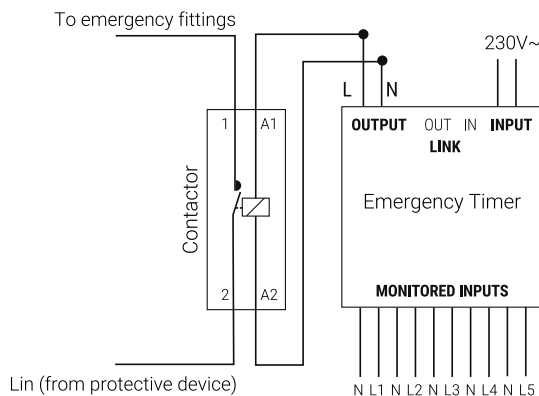 To emergency fittings
230V~
L N
1 A1
OUTPUT OUT IN INPUT
LINK
Contactor
Emergency Timer
2 A2
MONITORED INPUTS
Lin (from protective device)
N L1 N L2 N L3 N L4 N L5